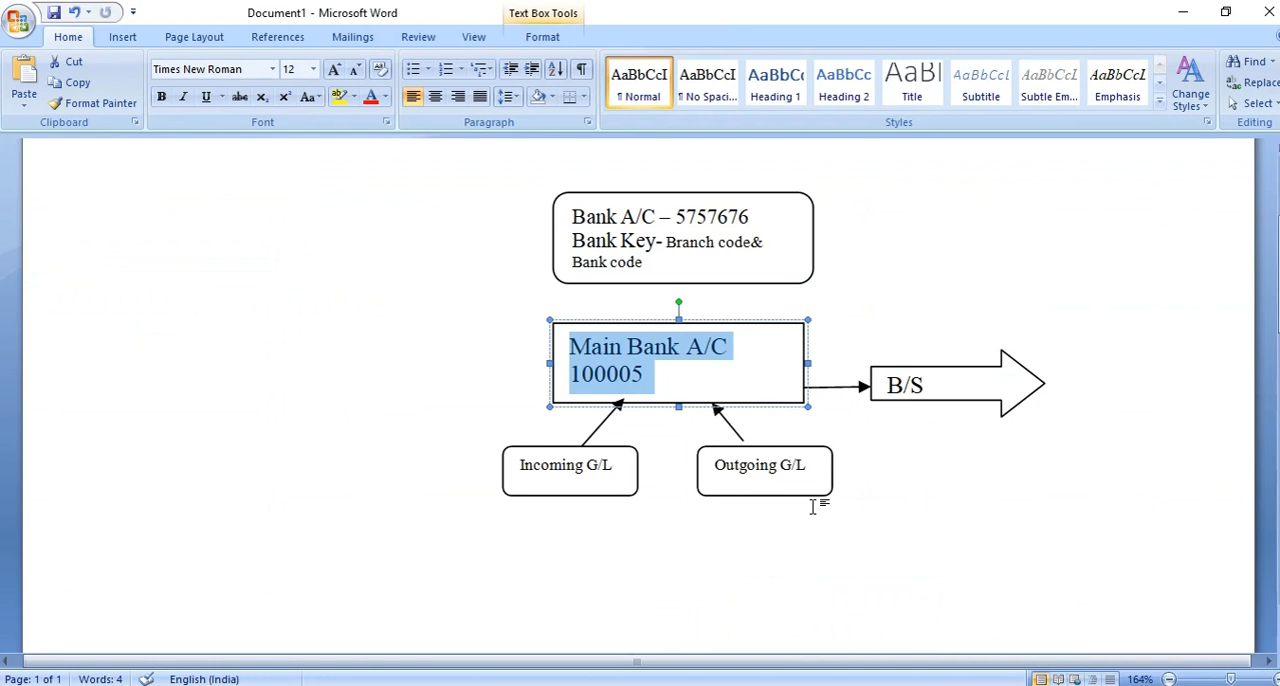 Document1 - Microsoft Word
Text Box Tools
Home Insert Page Layout References Mailings Review View Format
Paste
Cut
Copy
Format Painter
Clipboard
Times New Roman 12
Font
Paragraph
AaBbCcI AaBbCcI AaBbCc AaBbCc AaBbI AaBbCcI AaBbCcI AaBbCcI
¶ Normal ¶ No Spaci... Heading 1 Heading 2 Title Subtitle Subtle Em... Emphasis
Change
Styles
Styles
Find
Replace
Select
Editing
Bank A/C – 5757676
Bank Key- Branch code&
Bank code
Main Bank A/C
100005
B/S
Incoming G/L
Outgoing G/L
Page: 1 of 1 Words: 4 English (India) 164%